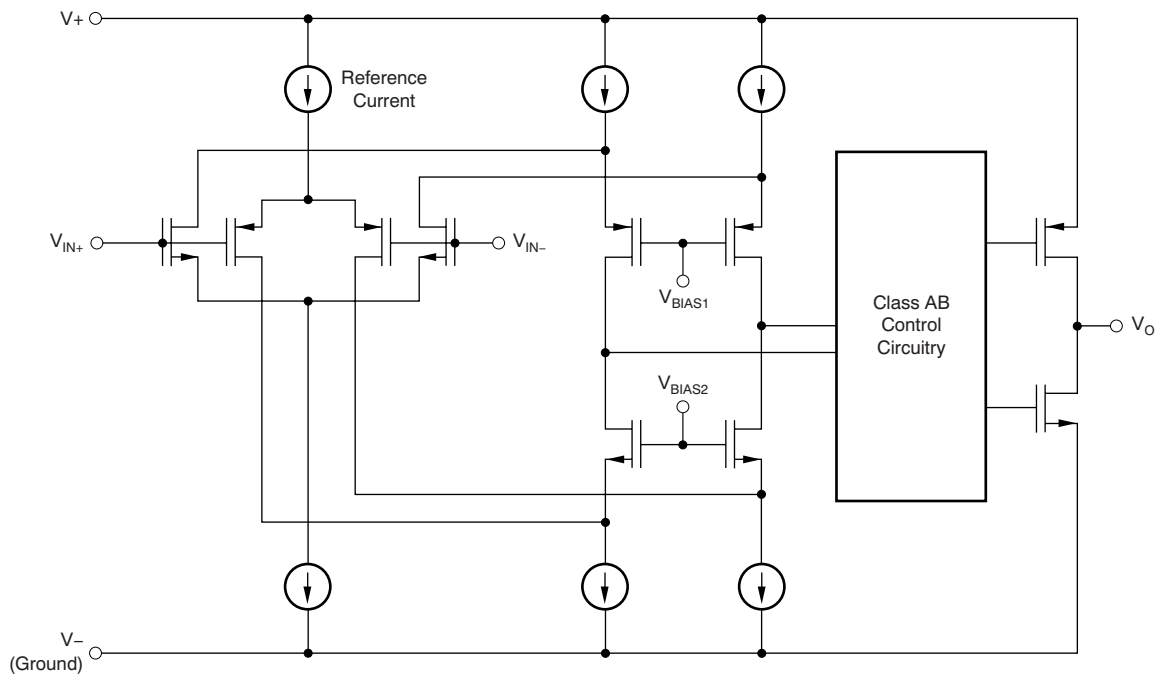 V+
Reference
Current
V_IN+
V_IN−
V_BIAS1
Class AB
Control
Circuitry
V_O
V_BIAS2
V−
(Ground)